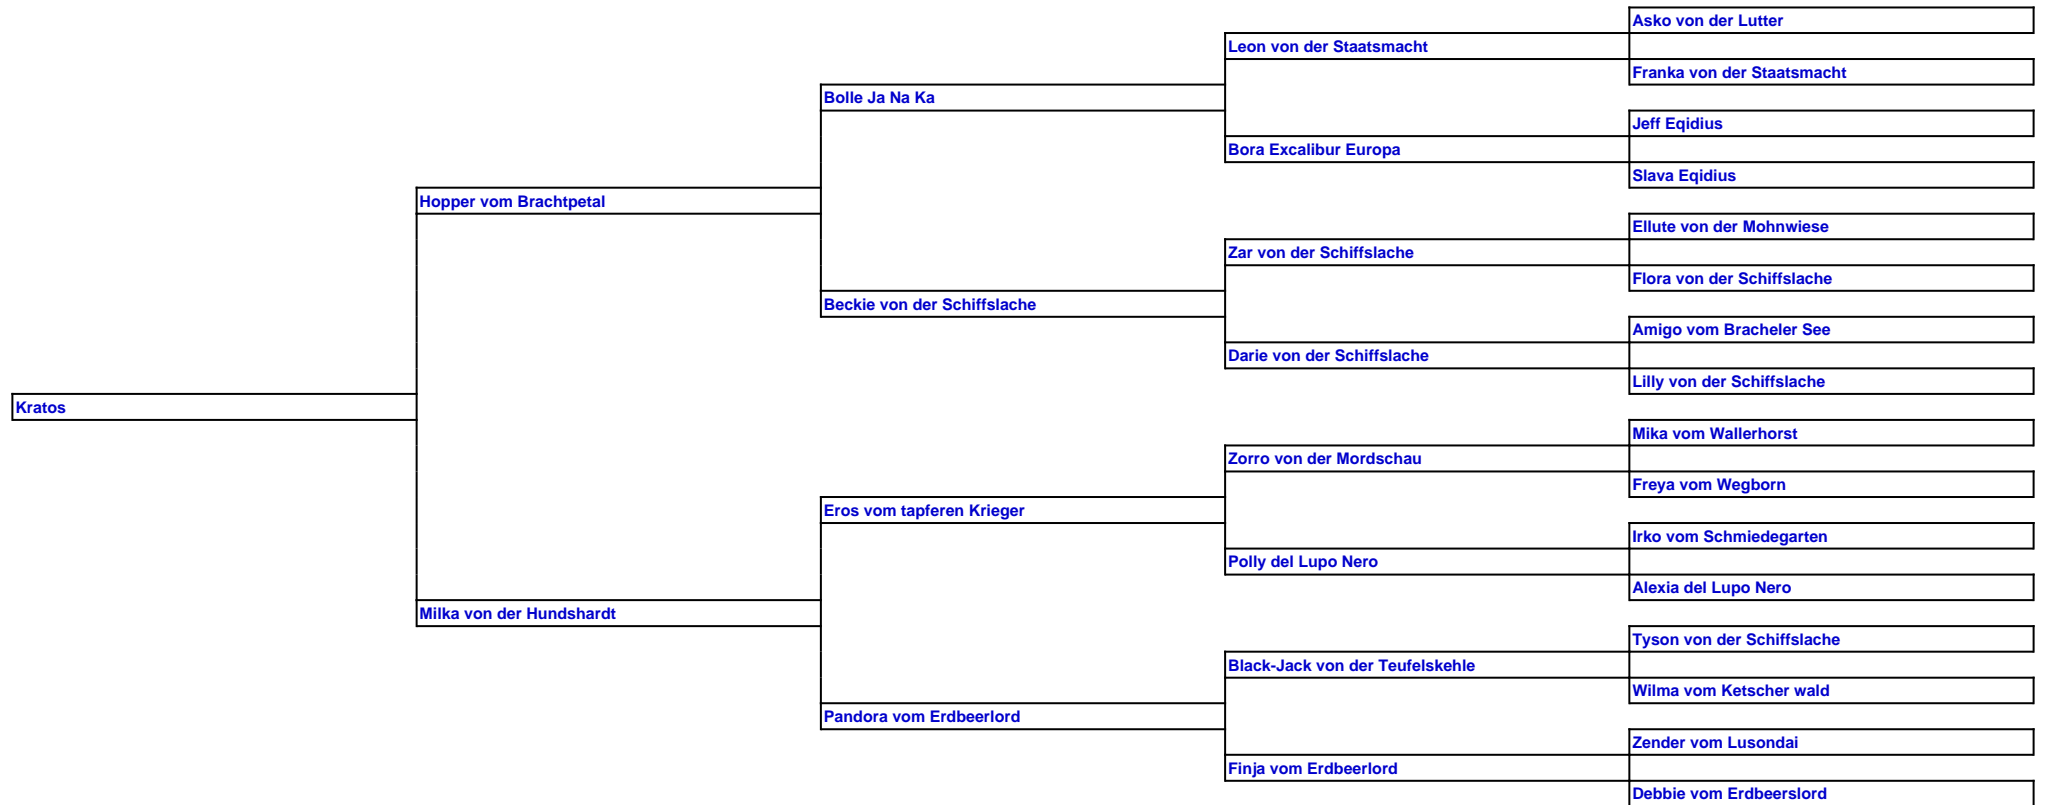 Asko von der Lutter
Leon von der Staatsmacht
Franka von der Staatsmacht
Bolle Ja Na Ka
Jeff Eqidius
Bora Excalibur Europa
Slava Eqidius
Hopper vom Brachtpetal
Ellute von der Mohnwiese
Zar von der Schiffslache
Flora von der Schiffslache
Beckie von der Schiffslache
Amigo vom Bracheler See
Darie von der Schiffslache
Lilly von der Schiffslache
Kratos
Mika vom Wallerhorst
Zorro von der Mordschau
Freya vom Wegborn
Eros vom tapferen Krieger
Irko vom Schmiedegarten
Polly del Lupo Nero
Alexia del Lupo Nero
Milka von der Hundshardt
Tyson von der Schiffslache
Black-Jack von der Teufelskehle
Wilma vom Ketscher wald
Pandora vom Erdbeerlord
Zender vom Lusondai
Finja vom Erdbeerlord
Debbie vom Erdbeerslord